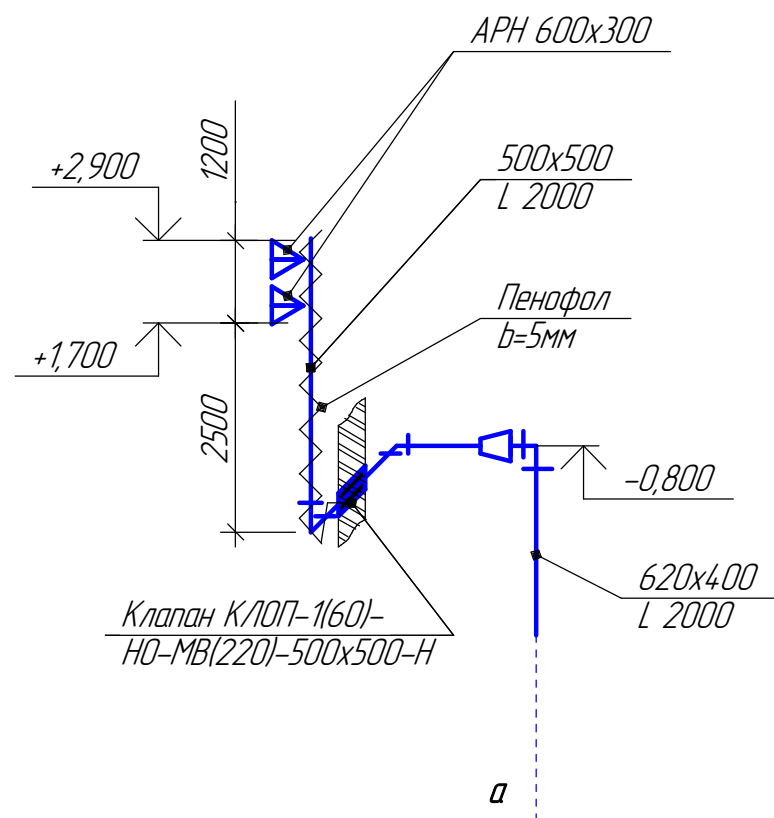 АРН 600х300
1200
+2,900
500х500
L 2000
Пенофол
b=5мм
+1,700
2500
-0,800
620х400
L 2000
Клапан КЛОП-1(60)-
НО-МВ(220)-500х500-Н
а